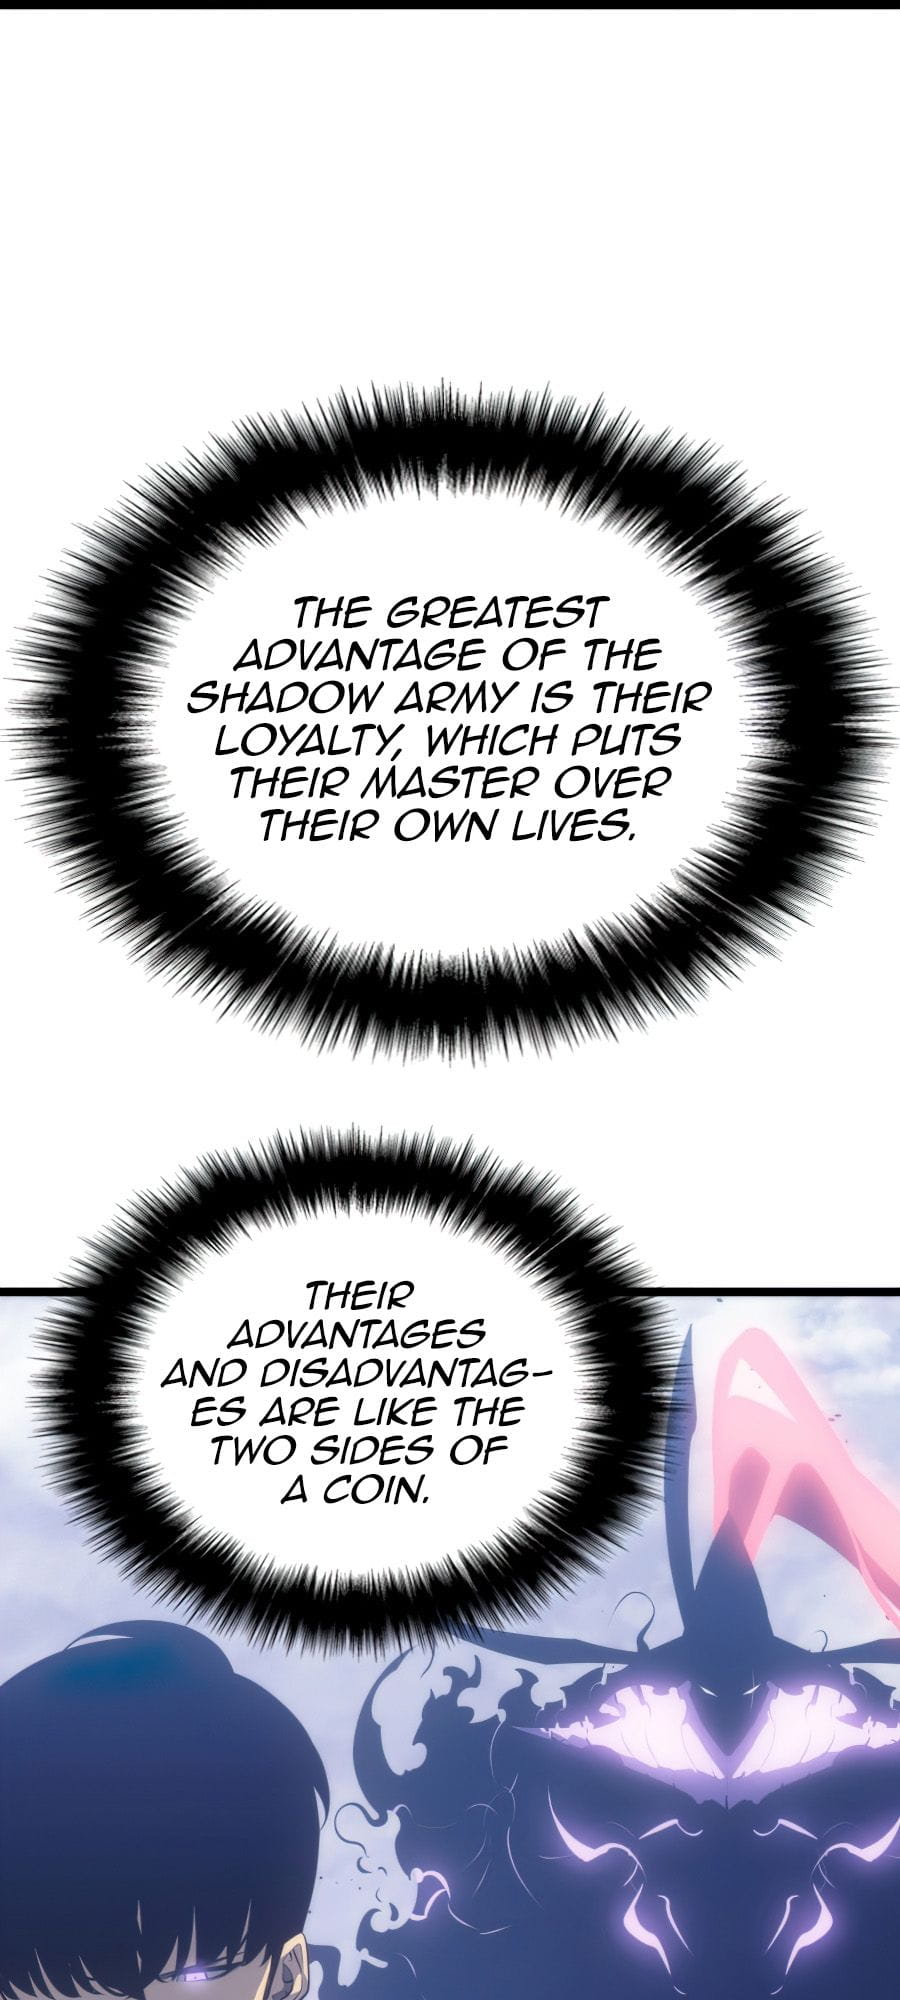 THE GREATEST
ADVANTAGE OF THE
SHADOW ARMY IS THEIR
LOYALTY, WHICH PUTS
THEIR MASTER OVER
THEIR OWN LIVES.
THEIR
ADVANTAGES
AND DISADVANTAG-
ES ARE LIKE THE
TWO SIDES OF
A COIN.